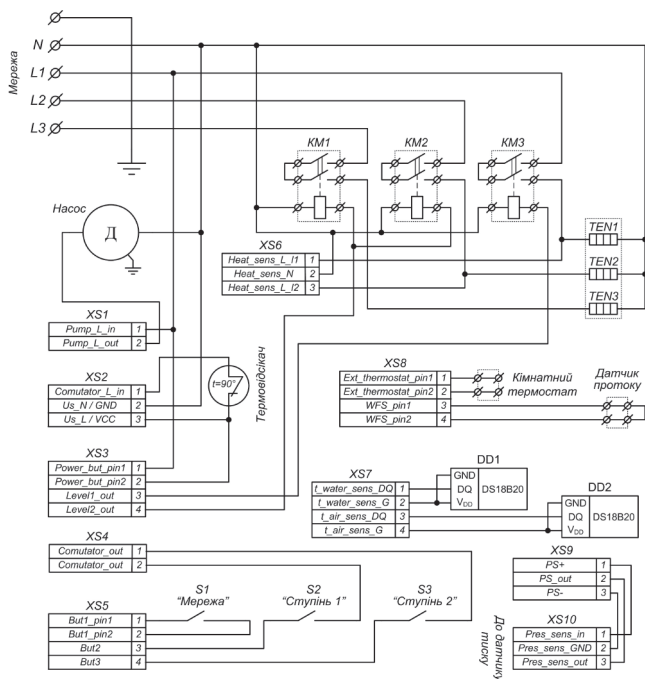 Мережа
N
L1
L2
L3
KM1
KM2
KM3
Насос
Д
XS6
Heat_sens_L_l1 1
Heat_sens_N 2
Heat_sens_L_l2 3
TEN1
TEN2
TEN3
XS1
Pump_L_in 1
Pump_L_out 2
XS2
Comutator_L_in 1
Us_N / GND 2
Us_L / VCC 3
t=90°
Термовідсікач
XS8
Ext_thermostat_pin1 1
Ext_thermostat_pin2 2
WFS_pin1 3
WFS_pin2 4
Кімнатний
термостат
Датчик
протоку
XS3
Power_but_pin1 1
Power_but_pin2 2
Level1_out 3
Level2_out 4
XS7
t_water_sens_DQ 1
t_water_sens_G 2
t_air_sens_DQ 3
t_air_sens_G 4
DD1
GND
DQ
VDD
DS18B20
DD2
GND
DQ
VDD
DS18B20
XS4
Comutator_out 1
Comutator_out 2
XS5
But1_pin1 1
But1_pin2 2
But2 3
But3 4
S1
“Мережа”
S2
“Ступінь 1”
S3
“Ступінь 2”
XS9
PS+ 1
PS_out 2
PS- 3
XS10
Pres_sens_in 1
Pres_sens_GND 2
Pres_sens_out 3
До датчику
тиску